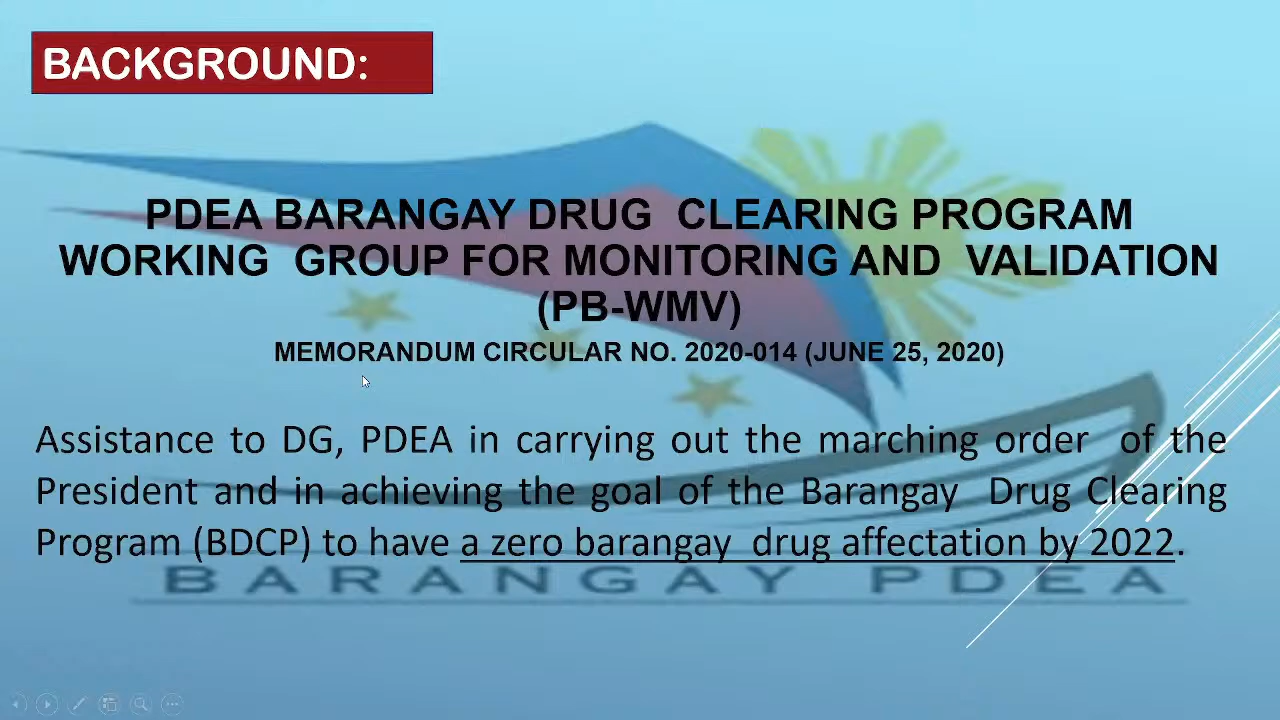 BACKGROUND:
PDEA BARANGAY DRUG CLEARING PROGRAM
WORKING GROUP FOR MONITORING AND VALIDATION
(PB-WMV)
MEMORANDUM CIRCULAR NO. 2020-014 (JUNE 25, 2020)
Assistance to DG, PDEA in carrying out the marching order of the
President and in achieving the goal of the Barangay Drug Clearing
Program (BDCP) to have a zero barangay drug affectation by 2022.
BARANGAY PDEA